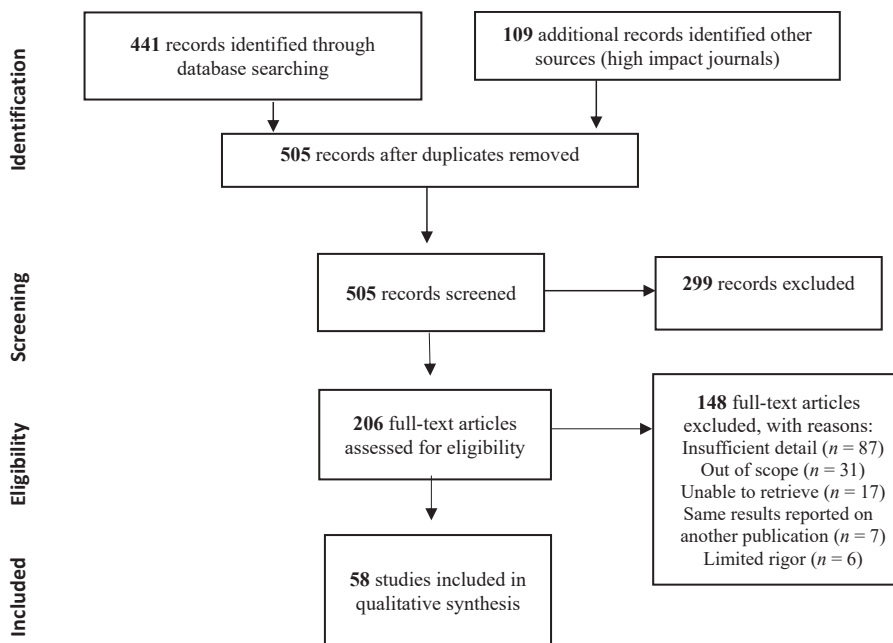 Identification
441 records identified through
database searching
109 additional records identified other
sources (high impact journals)
505 records after duplicates removed
Screening
505 records screened
299 records excluded
Eligibility
206 full-text articles
assessed for eligibility
148 full-text articles
excluded, with reasons:
Insufficient detail (n = 87)
Out of scope (n = 31)
Unable to retrieve (n = 17)
Same results reported on
another publication (n = 7)
Limited rigor (n = 6)
Included
58 studies included in
qualitative synthesis